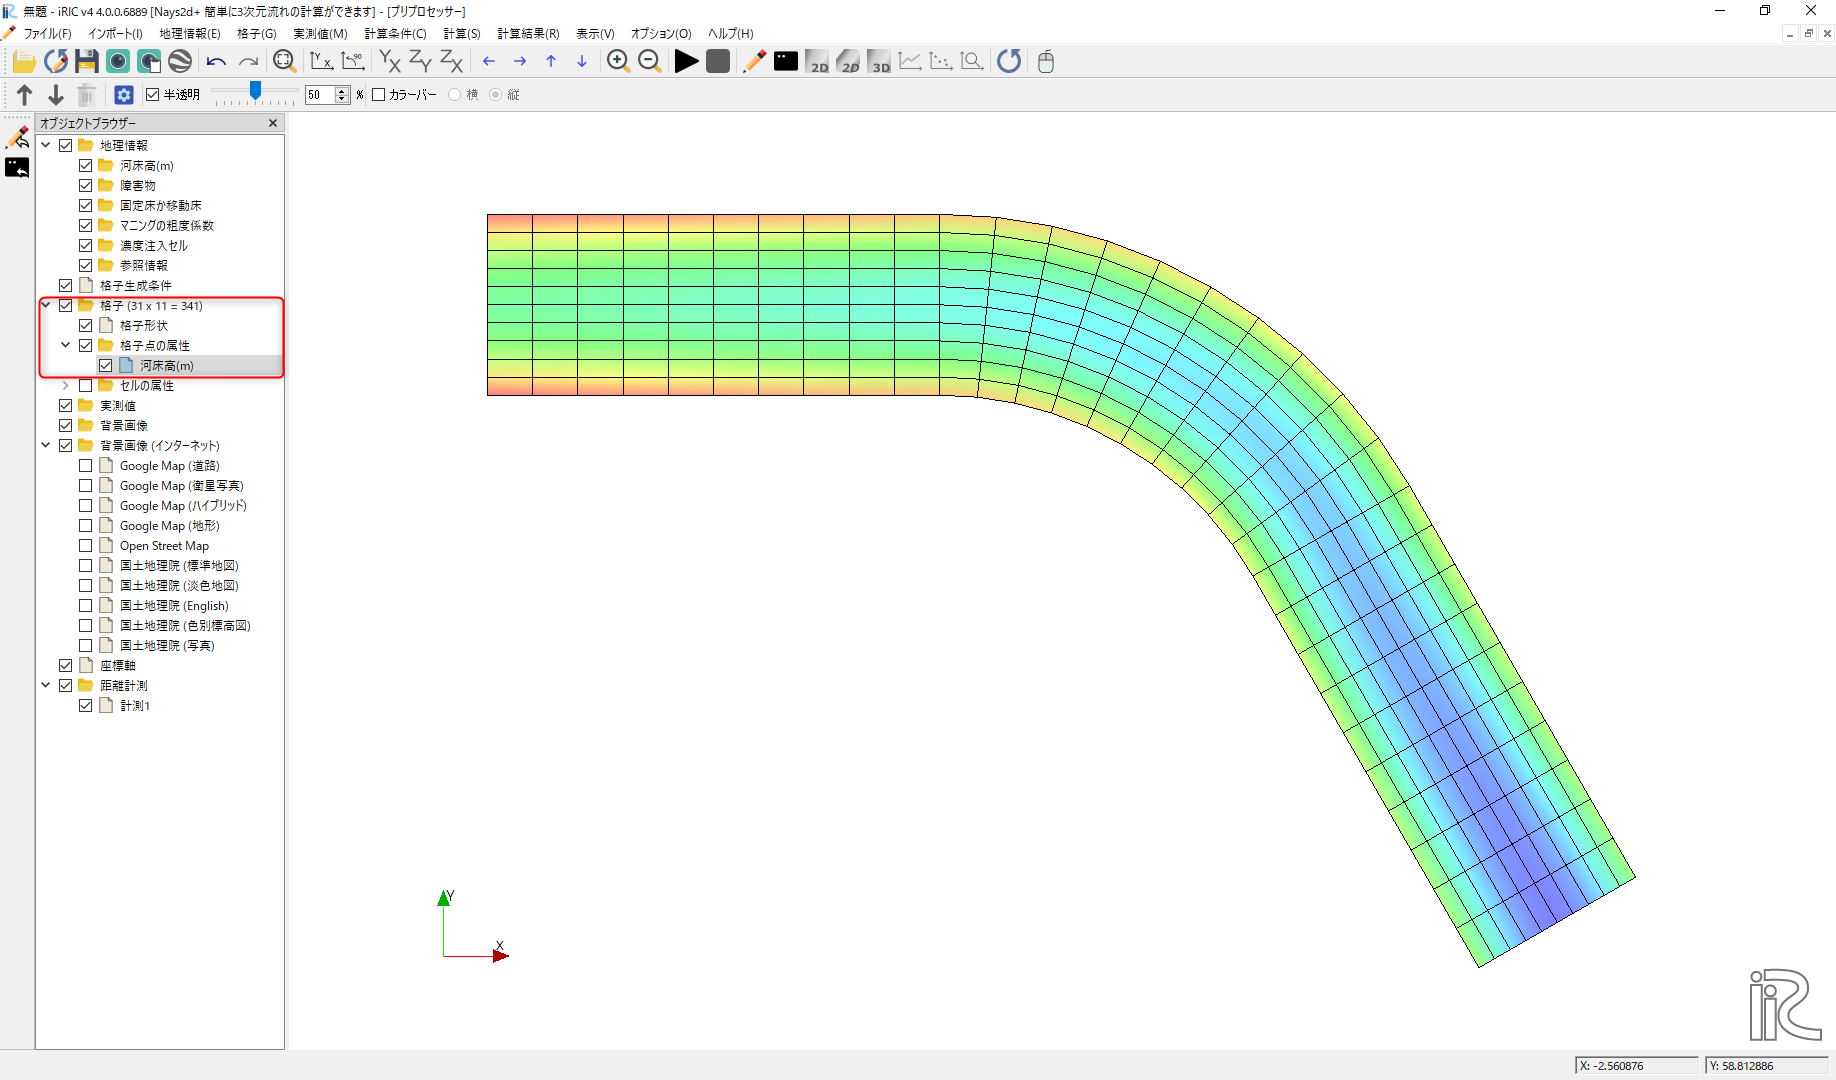 無題 - iRIC v4 4.0.0.6889 [Nays2d+ 簡単に3次元流れの計算ができます] - [プリプロセッサー]
ファイル(F) インポート(I) 地理情報(E) 格子(G) 実測値(M) 計算条件(C) 計算(S) 計算結果(R) 表示(V) オプション(O) ヘルプ(H)
Y X -90 YX ZY ZX 2D 2D 3D
半透明 50 % カラーバー 横 縦
オブジェクトブラウザー
地理情報
河床高(m)
障害物
固定床か移動床
マニングの粗度係数
濃度注入セル
参照情報
格子生成条件
格子 (31 x 11 = 341)
格子形状
格子点の属性
河床高(m)
セルの属性
実測値
背景画像
背景画像 (インターネット)
Google Map (道路)
Google Map (衛星写真)
Google Map (ハイブリッド)
Google Map (地形)
Open Street Map
国土地理院 (標準地図)
国土地理院 (淡色地図)
国土地理院 (English)
国土地理院 (色別標高図)
国土地理院 (写真)
座標軸
距離計測
計測1
Y
X
iRIC
X: -2.560876 Y: 58.812886